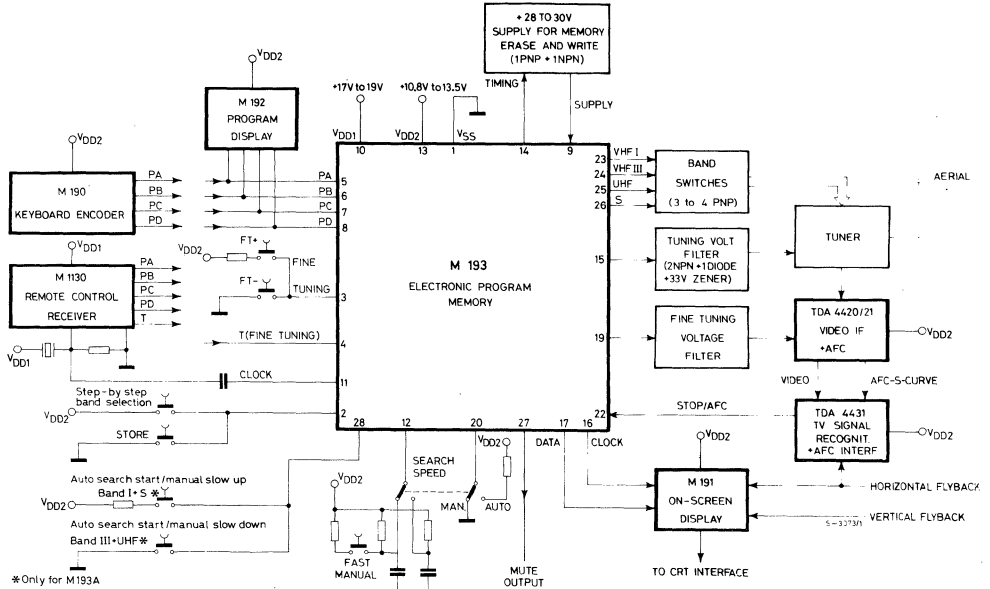 + 28 TO 30V
SUPPLY FOR MEMORY
ERASE AND WRITE
(1PNP + 1NPN)
TIMING
SUPPLY
VDD2
M 192
PROGRAM
DISPLAY
+17V to 19V
+10.8V to 13.5V
VDD1
VDD2
VSS
10
13
1
14
9
VDD2
M 190
KEYBOARD ENCODER
PA
PB
PC
PD
PA
PB
PC
PD
5
6
7
8
23
24
25
26
VHF I
VHF III
UHF
S
BAND
SWITCHES
(3 to 4 PNP)
AERIAL
TUNER
VDD1
M 1130
REMOTE CONTROL
RECEIVER
PA
PB
PC
PD
T
VDD1
VDD2
FT+
FINE
FT-
TUNING
3
T(FINE TUNING)
4
CLOCK
11
M 193
ELECTRONIC PROGRAM
MEMORY
15
TUNING VOLT
FILTER
(2NPN +1DIODE
+33V ZENER)
19
FINE TUNING
VOLTAGE
FILTER
TDA 4420/21
VIDEO IF
+AFC
VDD2
VIDEO
AFC-S-CURVE
Step-by step
band selection
VDD2
STORE
2
28
12
20
27
17
16
22
STOP/AFC
TDA 4431
TV SIGNAL
RECOGNIT.
+AFC INTERF
VDD2
DATA
CLOCK
VDD2
SEARCH
SPEED
MAN.
AUTO
VDD2
M 191
ON-SCREEN
DISPLAY
HORIZONTAL FLYBACK
VERTICAL FLYBACK
S-3073/1
Auto search start/manual slow up
Band I+S *
VDD2
Auto search start/manual slow down
Band III+UHF*
VDD2
FAST
MANUAL
MUTE
OUTPUT
TO CRT INTERFACE
*Only for M193A